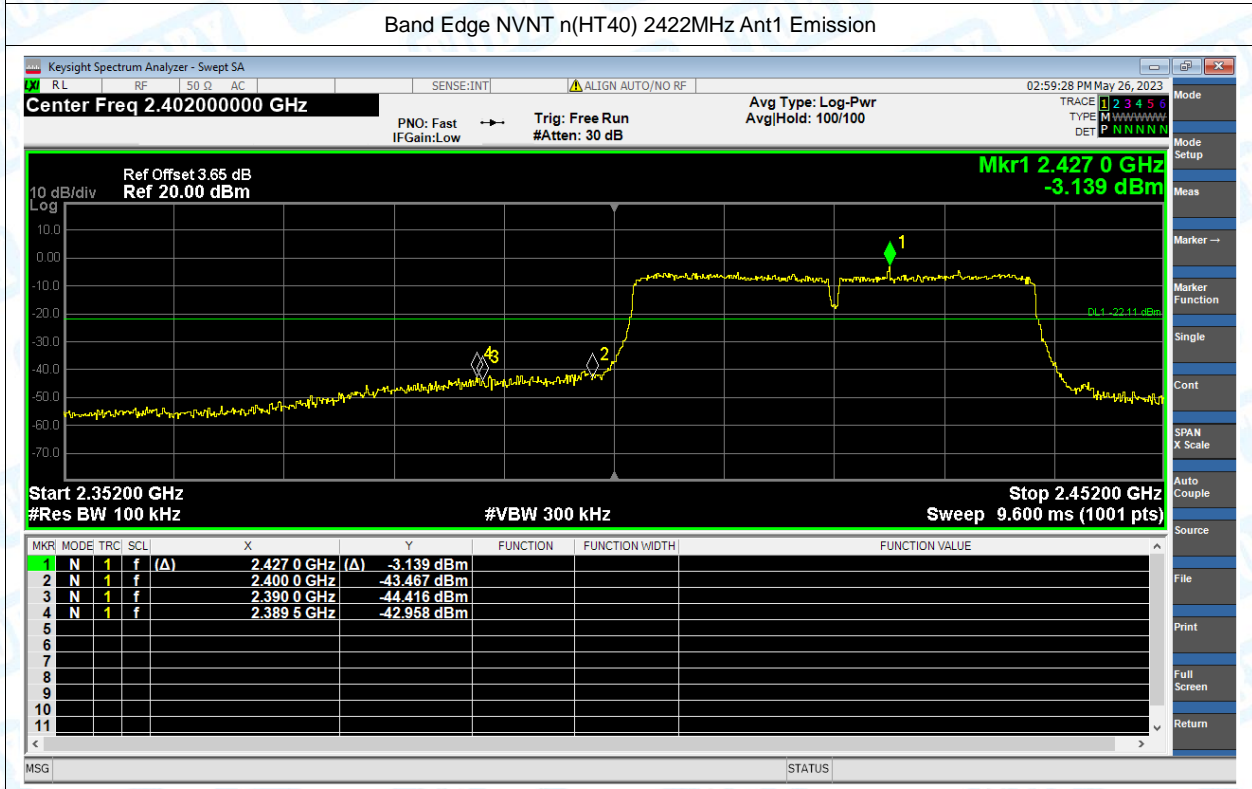 Band Edge NVNT n(HT40) 2422MHz Ant1 Emission
Keysight Spectrum Analyzer - Swept SA
LXI RL RF 50 Ω AC SENSE:INT ALIGN AUTO/NO RF 02:59:28 PM May 26, 2023
Center Freq 2.402000000 GHz
PNO: Fast
IFGain:Low
Trig: Free Run
#Atten: 30 dB
Avg Type: Log-Pwr
Avg|Hold: 100/100
TRACE 1 2 3 4 5 6
TYPE M WWWWW
DET P N N N N N
Mkr1 2.427 0 GHz
-3.139 dBm
Ref Offset 3.65 dB
10 dB/div Ref 20.00 dBm
Log
10.0
0.00
-10.0
-20.0
-30.0
-40.0
-50.0
-60.0
-70.0
1
DL1 -22.11 dBm
4
3
2
Start 2.35200 GHz Stop 2.45200 GHz
#Res BW 100 kHz #VBW 300 kHz Sweep 9.600 ms (1001 pts)
MKR MODE TRC SCL X Y FUNCTION FUNCTION WIDTH FUNCTION VALUE
1 N 1 f (Δ) 2.427 0 GHz (Δ) -3.139 dBm
2 N 1 f 2.400 0 GHz -43.467 dBm
3 N 1 f 2.390 0 GHz -44.416 dBm
4 N 1 f 2.389 5 GHz -42.958 dBm
5
6
7
8
9
10
11
MSG STATUS
Mode
Mode Setup
Meas
Marker →
Marker Function
Single
Cont
SPAN X Scale
Auto Couple
Source
File
Print
Full Screen
Return